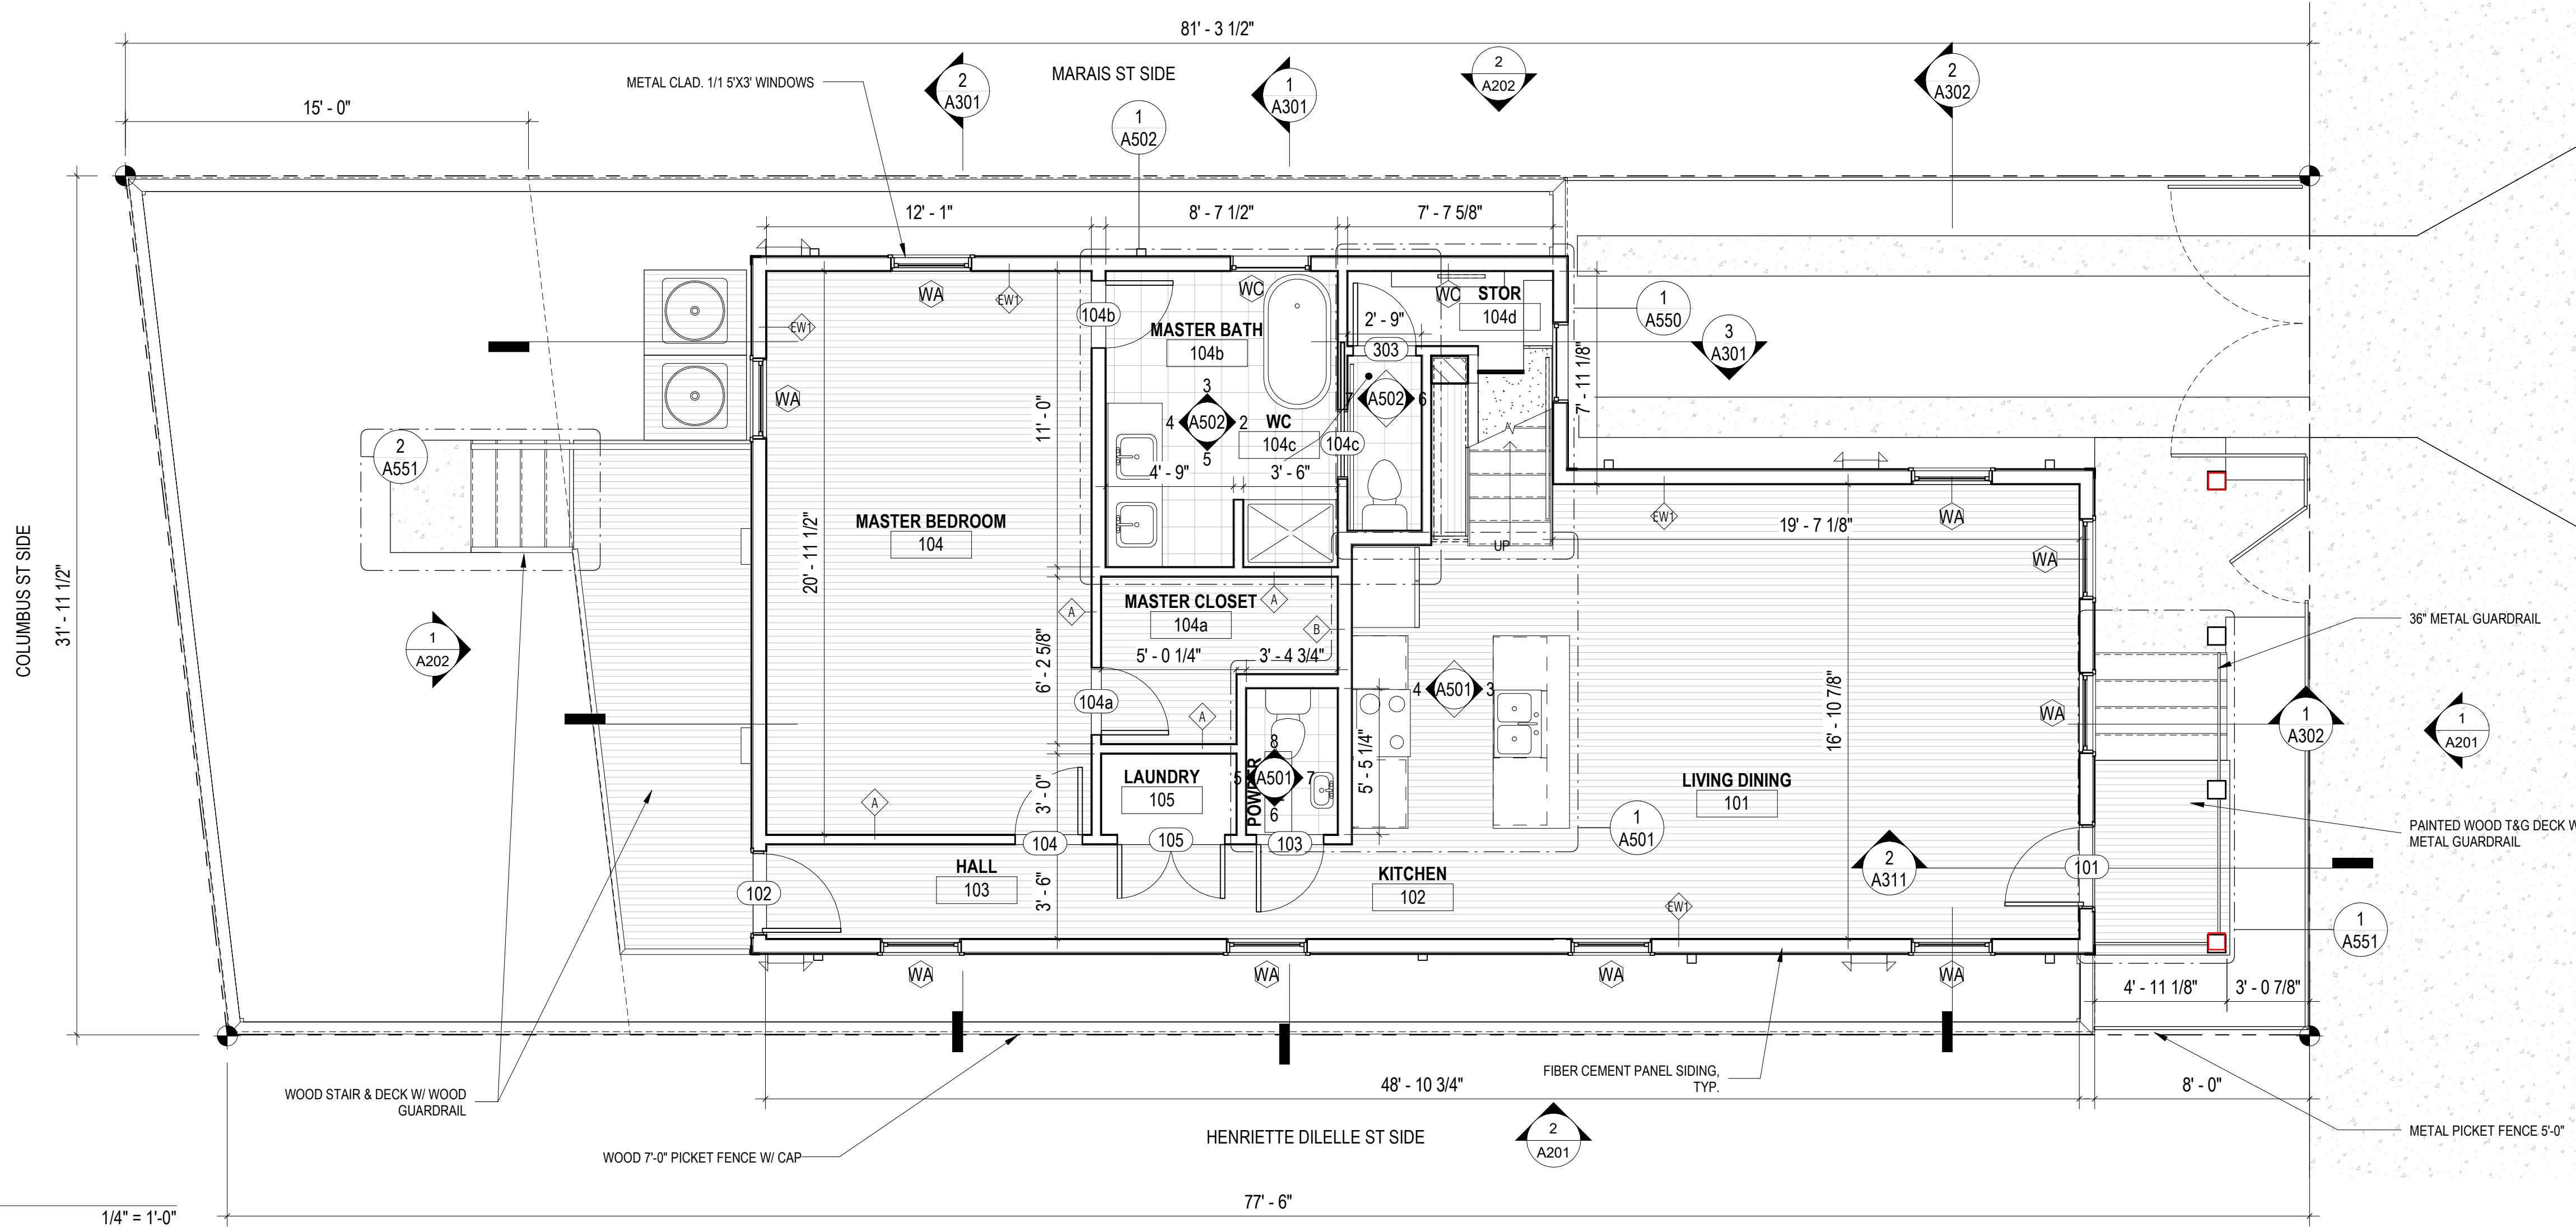 81' - 3 1/2"
MARAIS ST SIDE
METAL CLAD. 1/1 5'X3' WINDOWS
2
A301
1
A301
2
A202
2
A302
15' - 0"
1
A502
12' - 1"
8' - 7 1/2"
7' - 7 5/8"
WA
EW1
EW1
WC
WC
STOR
104d
104b
MASTER BATH
104b
2' - 9"
303
1
A550
3
A301
7' - 11 1/8"
WA
3
4 A502 2
5
WC
104c
104c
7 A502 6
11' - 0"
4' - 9"
3' - 6"
2
A551
COLUMBUS ST SIDE
31' - 11 1/2"
20' - 11 1/2"
MASTER BEDROOM
104
EW1
19' - 7 1/8"
WA
UP
WA
MASTER CLOSET
104a
A
A
B
36" METAL GUARDRAIL
1
A202
6' - 2 5/8"
5' - 0 1/4"
3' - 4 3/4"
104a
A
4 A501 3
16' - 10 7/8"
WA
1
A302
1
A201
8
5 A501 7
6
POWDER
5' - 5 1/4"
LAUNDRY
105
3' - 0"
A
LIVING DINING
101
PAINTED WOOD T&G DECK W
METAL GUARDRAIL
1
A501
104
105
103
HALL
103
KITCHEN
102
2
A311
101
102
3' - 6"
EW1
1
A551
WA
WA
WA
WA
4' - 11 1/8"
3' - 0 7/8"
WOOD STAIR & DECK W/ WOOD
GUARDRAIL
FIBER CEMENT PANEL SIDING,
TYP.
48' - 10 3/4"
8' - 0"
HENRIETTE DILELLE ST SIDE
2
A201
METAL PICKET FENCE 5'-0"
WOOD 7'-0" PICKET FENCE W/ CAP
77' - 6"
1/4" = 1'-0"